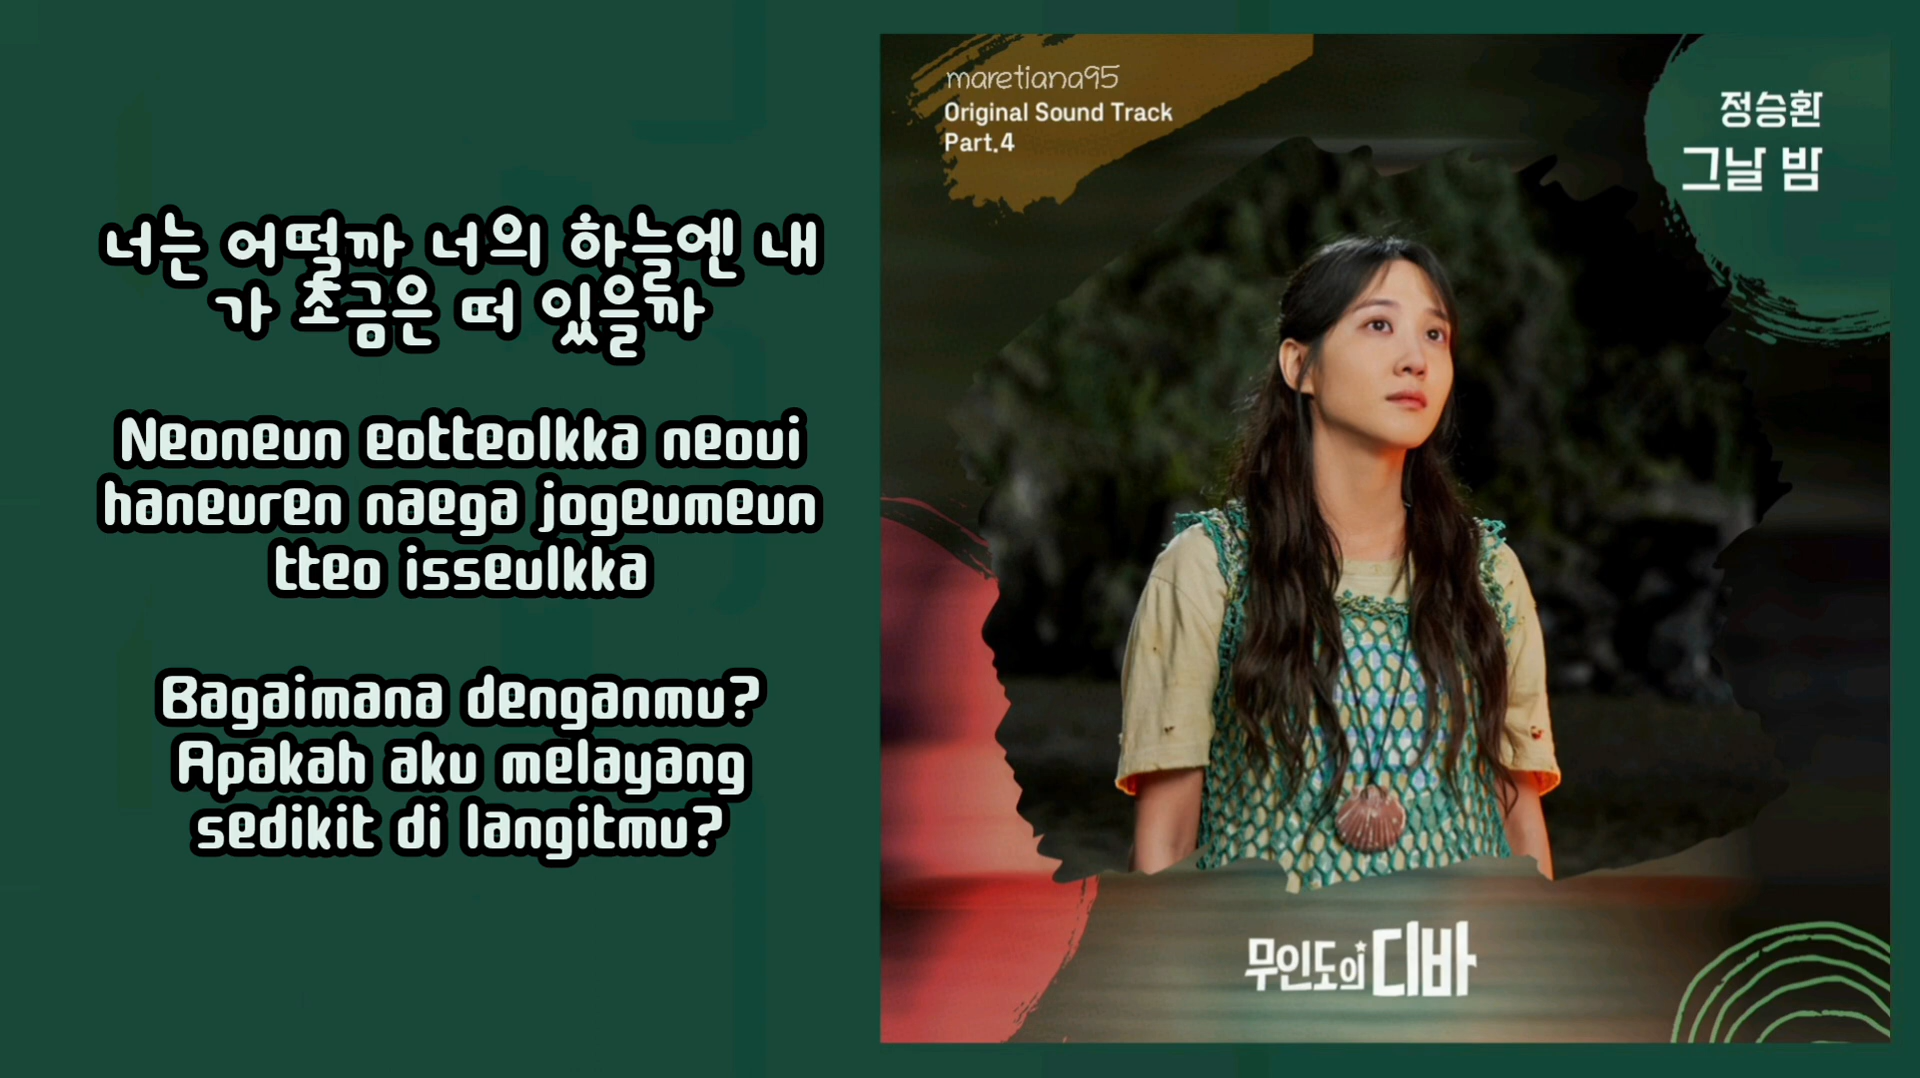 너는 어떨까 너의 하늘엔 내
가 조금은 떠 있을까
Neoneun eotteolkka neoui
haneuren naega jogeumeun
tteo isseulkka
Bagaimana denganmu?
Apakah aku melayang
sedikit di langitmu?
maretiana95
Original Sound Track
Part.4
정승환
그날 밤
무인도의 디바